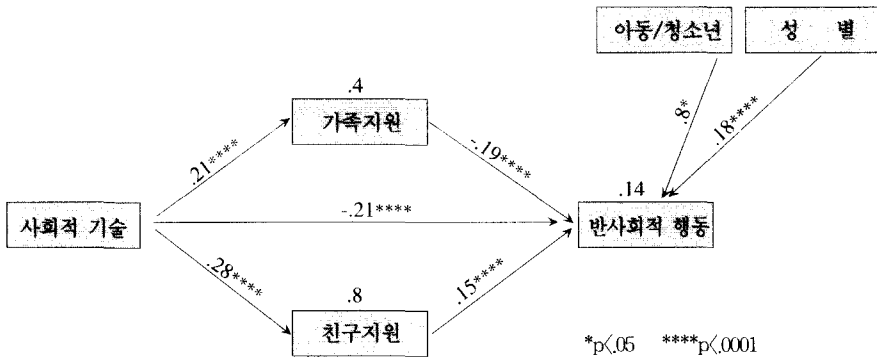 이동/청소년 성 별
.4
가족지원
.8*
.18****
.21****
-.19****
.14
사회적 기술
-.21****
반사회적 행동
.28****
.15****
.8
친구지원
*p<.05 ****p<.0001